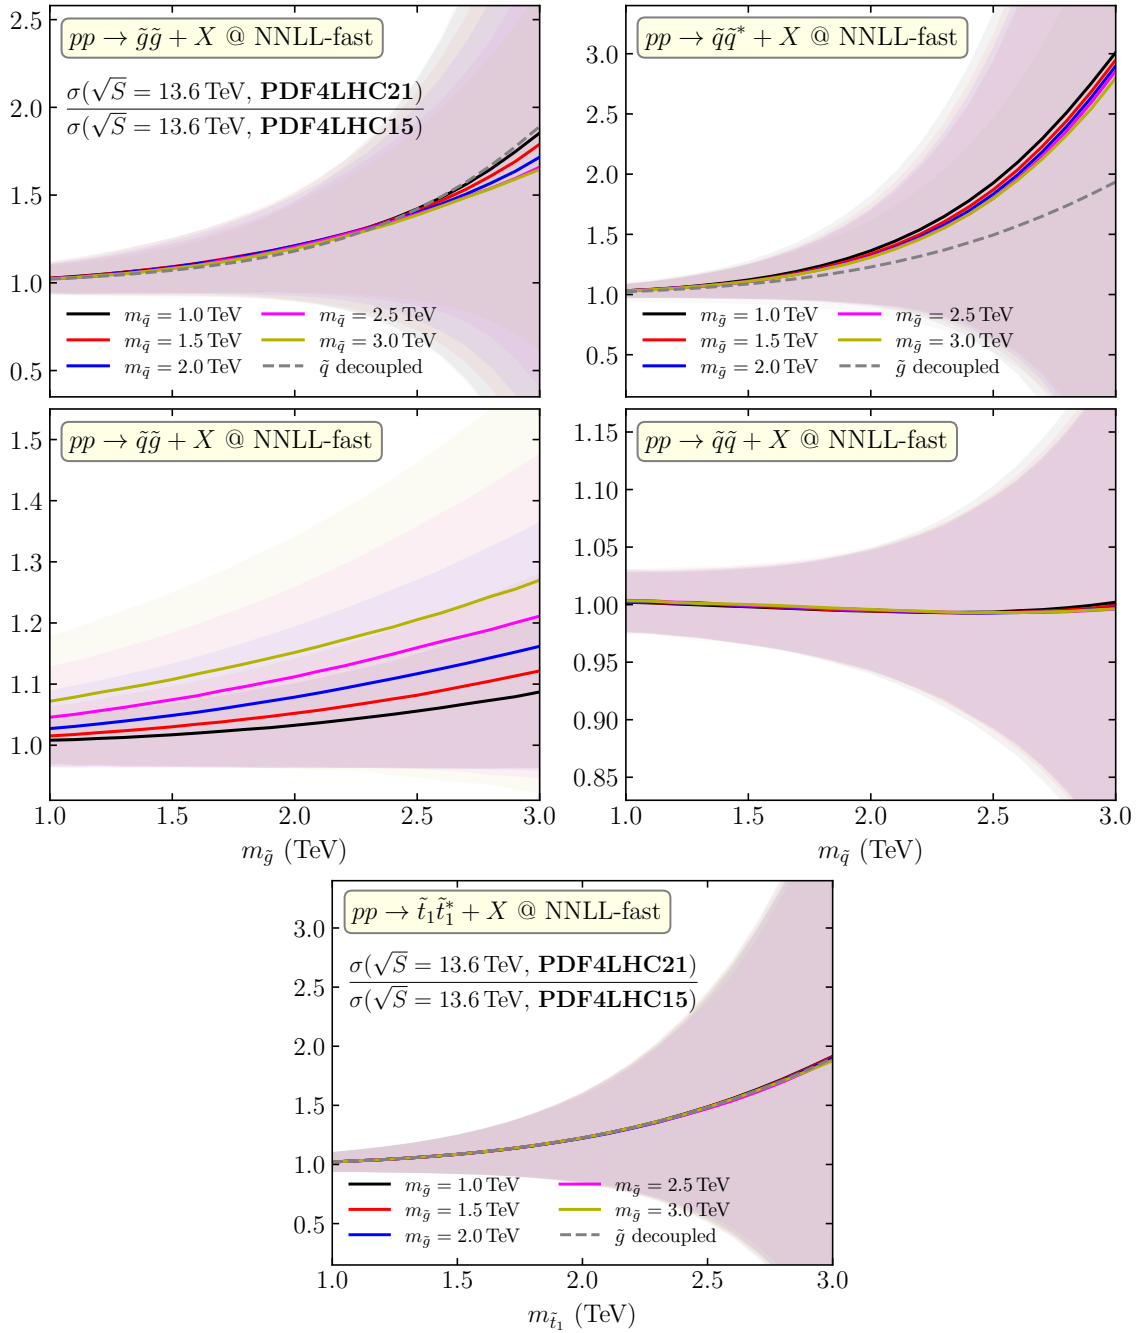 pp → g̃g̃ + X @ NNLL-fast
σ(√S = 13.6 TeV, PDF4LHC21)
σ(√S = 13.6 TeV, PDF4LHC15)
2.5
2.0
1.5
1.0
0.5
m_q̃ = 1.0 TeV
m_q̃ = 1.5 TeV
m_q̃ = 2.0 TeV
m_q̃ = 2.5 TeV
m_q̃ = 3.0 TeV
q̃ decoupled
pp → q̃q̃* + X @ NNLL-fast
3.0
2.5
2.0
1.5
1.0
0.5
m_g̃ = 1.0 TeV
m_g̃ = 1.5 TeV
m_g̃ = 2.0 TeV
m_g̃ = 2.5 TeV
m_g̃ = 3.0 TeV
g̃ decoupled
pp → q̃g̃ + X @ NNLL-fast
1.5
1.4
1.3
1.2
1.1
1.0
1.0 1.5 2.0 2.5 3.0
m_g̃ (TeV)
pp → q̃q̃ + X @ NNLL-fast
1.15
1.10
1.05
1.00
0.95
0.90
0.85
1.0 1.5 2.0 2.5 3.0
m_q̃ (TeV)
pp → t̃₁t̃₁* + X @ NNLL-fast
σ(√S = 13.6 TeV, PDF4LHC21)
σ(√S = 13.6 TeV, PDF4LHC15)
3.0
2.5
2.0
1.5
1.0
0.5
m_g̃ = 1.0 TeV
m_g̃ = 1.5 TeV
m_g̃ = 2.0 TeV
m_g̃ = 2.5 TeV
m_g̃ = 3.0 TeV
g̃ decoupled
1.0 1.5 2.0 2.5 3.0
m_t̃₁ (TeV)